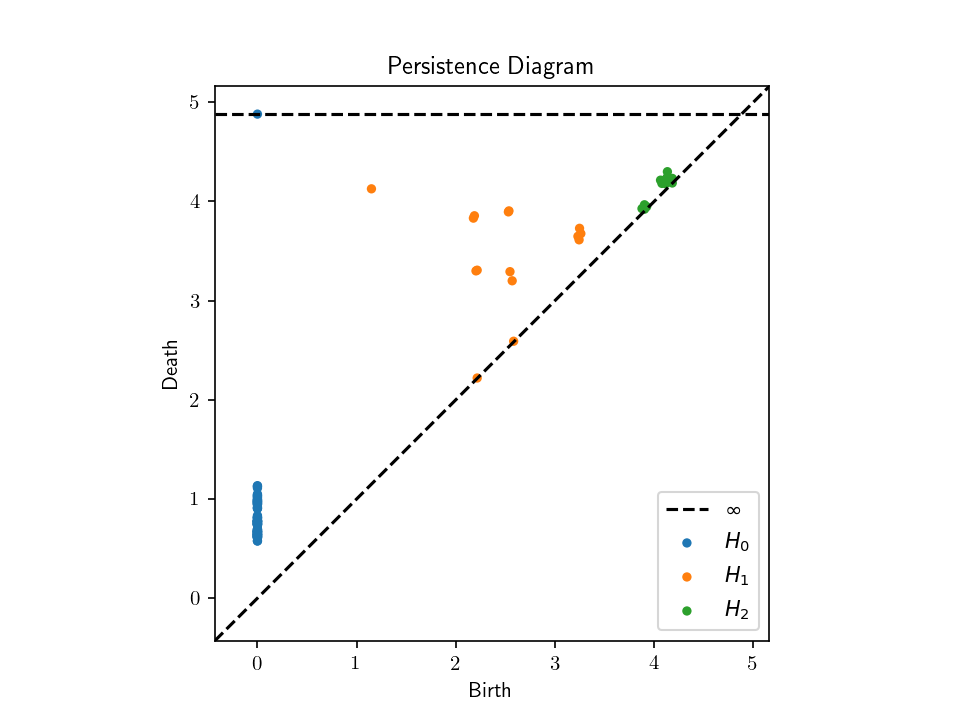 Persistence Diagram
5
4
3
2
1
0
Death
0 1 2 3 4 5
Birth
∞
H₀
H₁
H₂